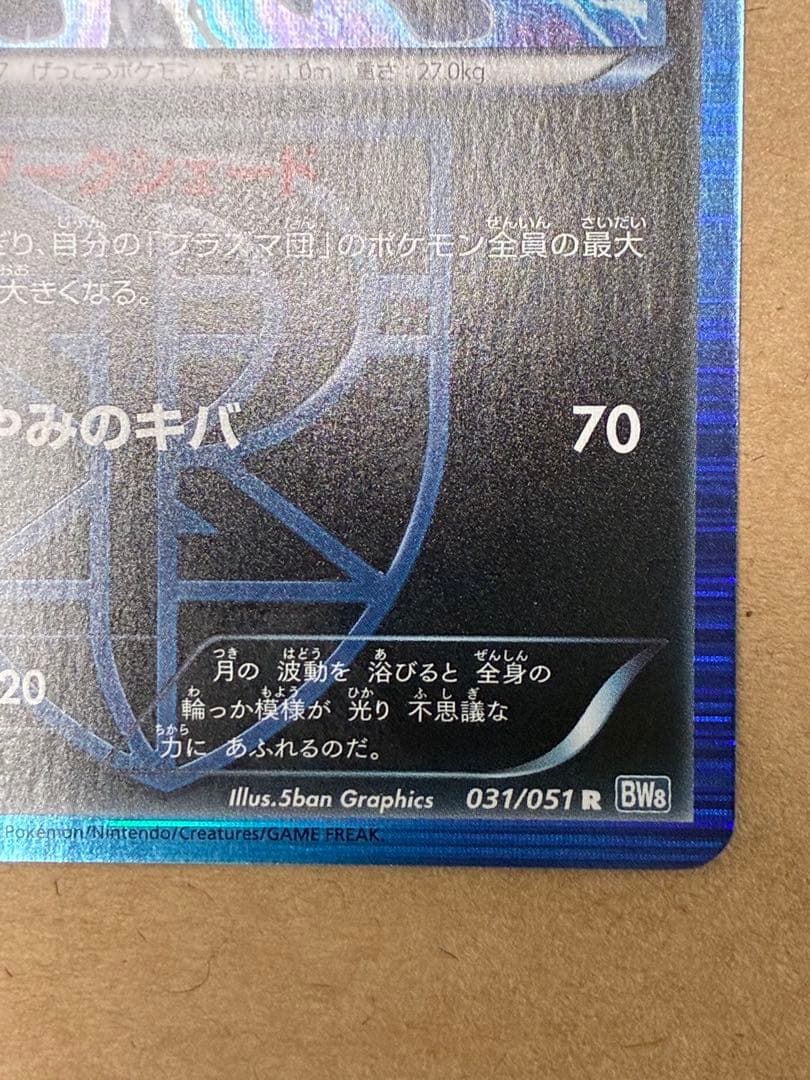 7 げっこうポケモン 高さ：1.0m 重さ：27.0kg
ダークシェード
り、自分の「プラズマ団」のポケモン全員の最大
大きくなる。
やみのキバ 70
20
月の 波動を 浴びると 全身の
輪っか模様が 光り 不思議な
力に あふれるのだ。
Illus.5ban Graphics 031/051 R BW8
Pokémon/Nintendo/Creatures/GAME FREAK.